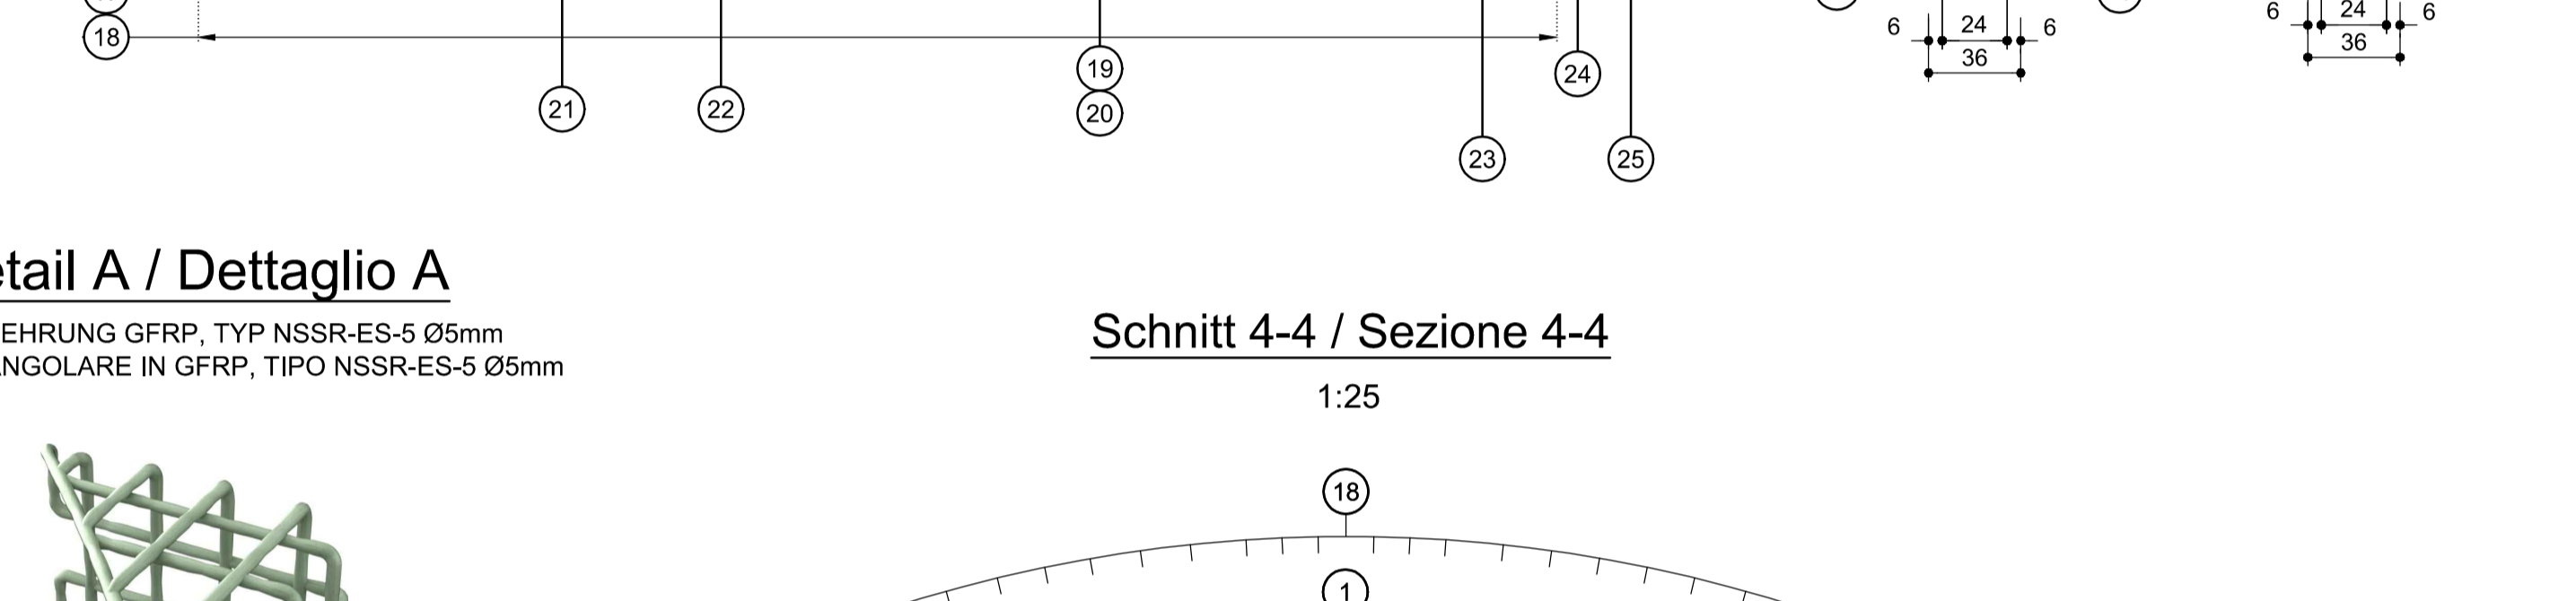 6 24 6
36
6 24 6
36
18
19
20
24
21
22
23
25
tail A / Dettaglio A
EHRUNG GFRP, TYP NSSR-ES-5 Ø5mm
NGOLARE IN GFRP, TIPO NSSR-ES-5 Ø5mm
Schnitt 4-4 / Sezione 4-4
1:25
18
1